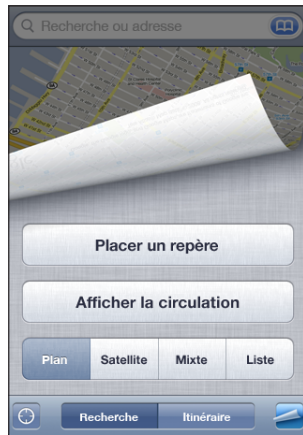 Recherche ou adresse
Placer un repère
Afficher la circulation
Plan Satellite Mixte Liste
Recherche Itinéraire